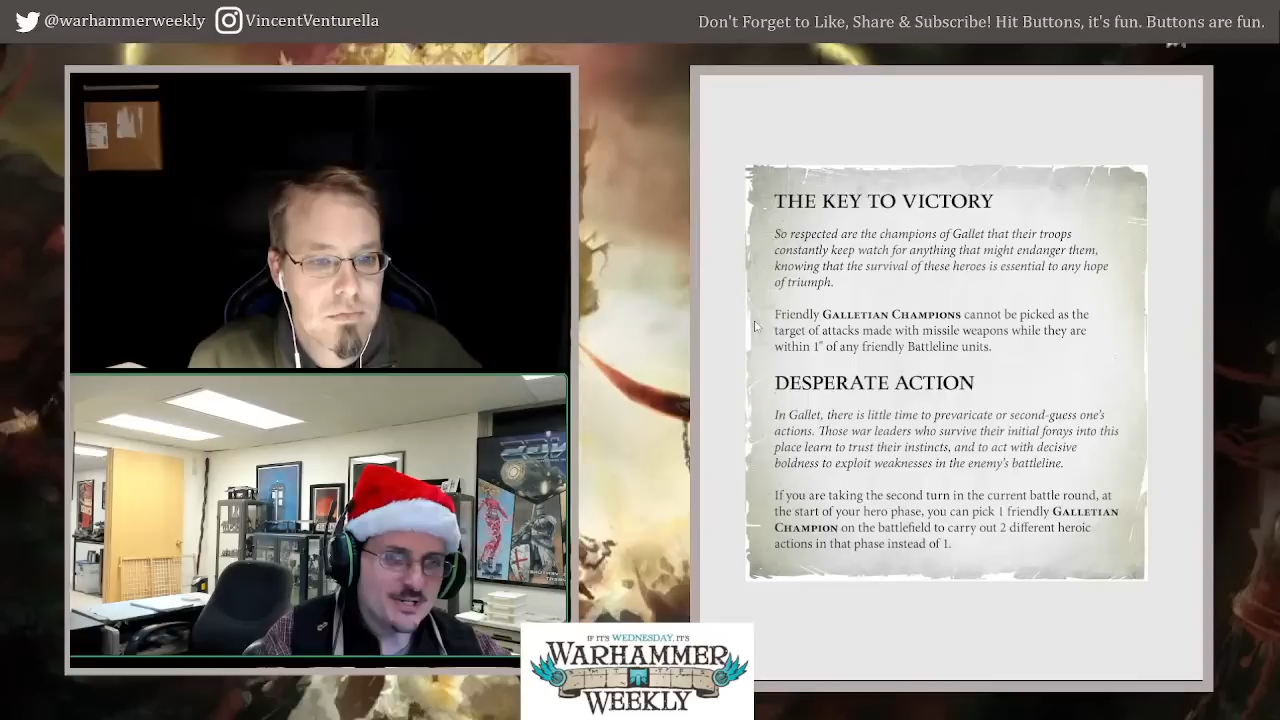 @warhammerweekly VincentVenturella
Don't Forget to Like, Share & Subscribe! Hit Buttons, it's fun. Buttons are fun.
THE KEY TO VICTORY
So respected are the champions of Gallet that their troops
constantly keep watch for anything that might endanger them,
knowing that the survival of these heroes is essential to any hope
of triumph.
Friendly GALLETIAN CHAMPIONS cannot be picked as the
target of attacks made with missile weapons while they are
within 1" of any friendly Battleline units.
DESPERATE ACTION
In Gallet, there is little time to prevaricate or second-guess one's
actions. Those war leaders who survive their initial forays into this
place learn to trust their instincts, and to act with decisive
boldness to exploit weaknesses in the enemy's battleline.
If you are taking the second turn in the current battle round, at
the start of your hero phase, you can pick 1 friendly GALLETIAN
CHAMPION on the battlefield to carry out 2 different heroic
actions in that phase instead of 1.
IF IT'S WEDNESDAY, IT'S
WARHAMMER
WEEKLY